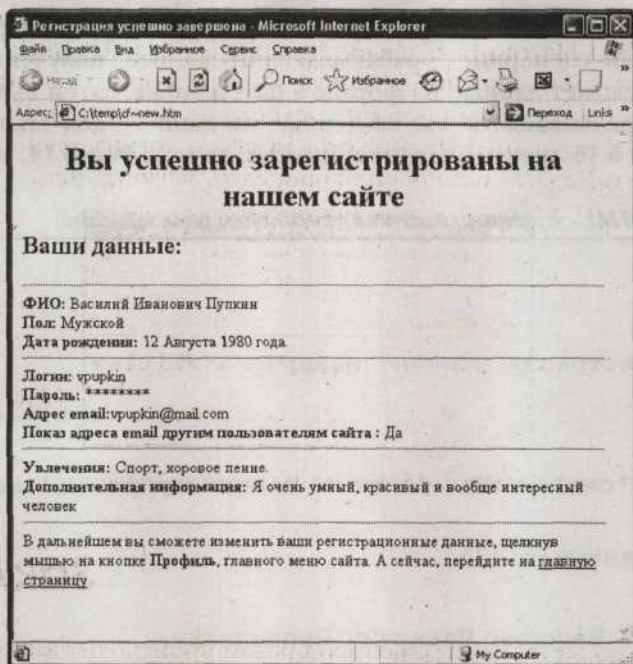 Регистрация успешно завершена - Microsoft Internet Explorer
Файл Правка Вид Избранное Сервис Справка
Назад Поиск Избранное
Адрес: C:\temp\cf~new.htm Переход Links
Вы успешно зарегистрированы на
нашем сайте
Ваши данные:
ФИО: Василий Иванович Пупкин
Пол: Мужской
Дата рождения: 12 Августа 1980 года.
Логин: vpupkin
Пароль: ********
Адрес email:vpupkin@mail.com
Показ адреса email другим пользователям сайта : Да
Увлечения: Спорт, хоровое пение.
Дополнительная информация: Я очень умный, красивый и вообще интересный
человек
В дальнейшем вы сможете изменить ваши регистрационные данные, щелкнув
мышью на кнопке Профиль, главного меню сайта. А сейчас, перейдите на главную
страницу
My Computer